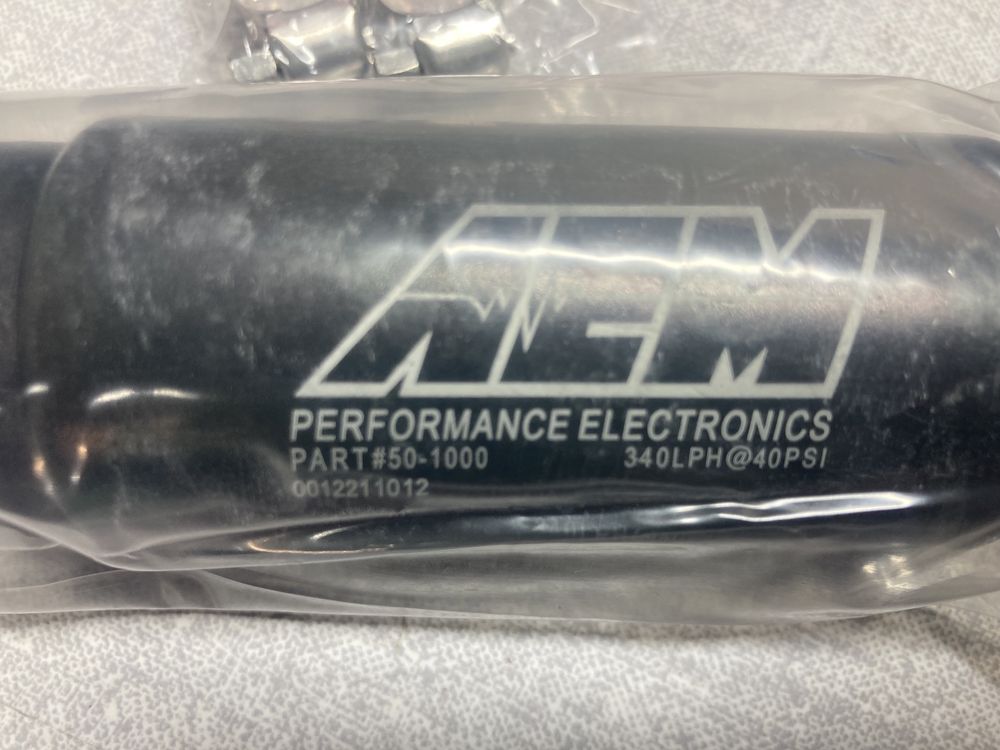 AEM
PERFORMANCE ELECTRONICS
PART#50-1000 340LPH@40PSI
0012211012